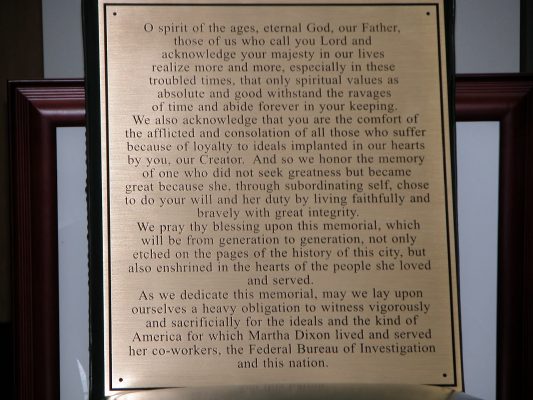 O spirit of the ages, eternal God, our Father,
those of us who call you Lord and
acknowledge your majesty in our lives
realize more and more, especially in these
troubled times, that only spiritual values as
absolute and good withstand the ravages
of time and abide forever in your keeping.
We also acknowledge that you are the comfort of
the afflicted and consolation of all those who suffer
because of loyalty to ideals implanted in our hearts
by you, our Creator. And so we honor the memory
of one who did not seek greatness but became
great because she, through subordinating self, chose
to do your will and her duty by living faithfully and
bravely with great integrity.
We pray thy blessing upon this memorial, which
will be from generation to generation, not only
etched on the pages of the history of this city, but
also enshrined in the hearts of the people she loved
and served.
As we dedicate this memorial, may we lay upon
ourselves a heavy obligation to witness vigorously
and sacrificially for the ideals and the kind of
America for which Martha Dixon lived and served
her co-workers, the Federal Bureau of Investigation
and this nation.